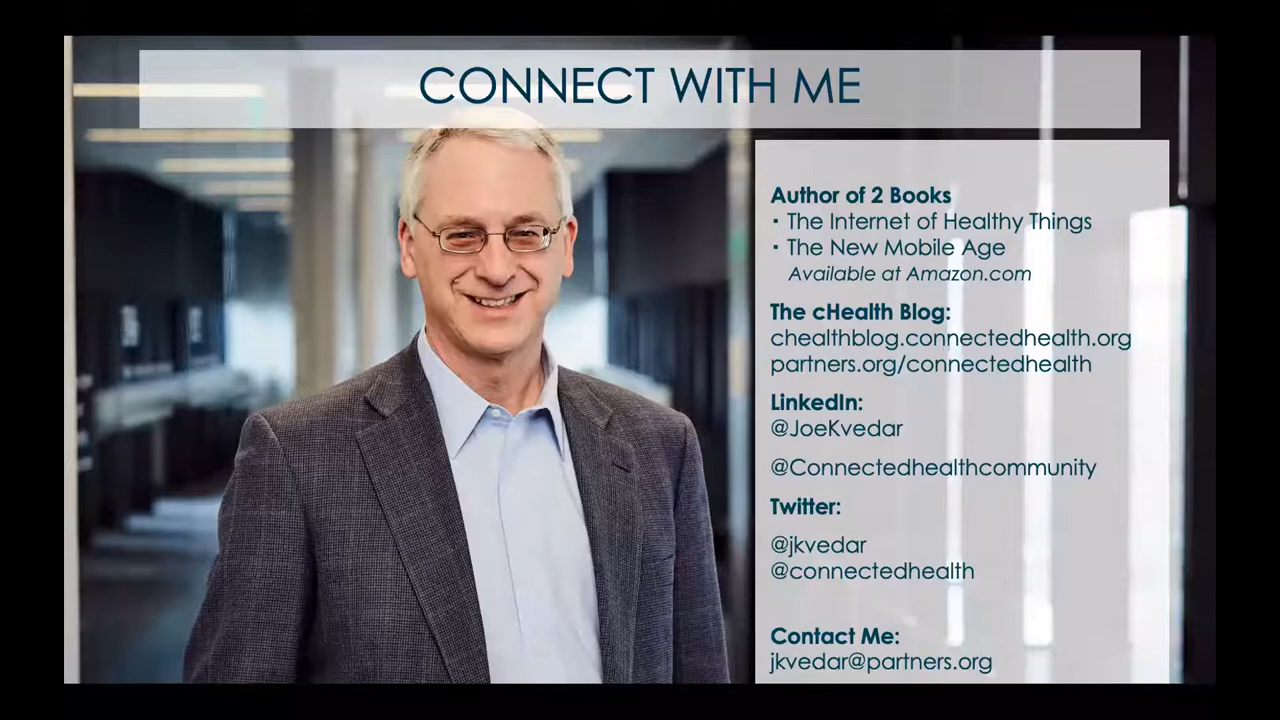 CONNECT WITH ME
Author of 2 Books
▪ The Internet of Healthy Things
▪ The New Mobile Age
Available at Amazon.com
The cHealth Blog:
chealthblog.connectedhealth.org
partners.org/connectedhealth
LinkedIn:
@JoeKvedar
@Connectedhealthcommunity
Twitter:
@jkvedar
@connectedhealth
Contact Me:
jkvedar@partners.org